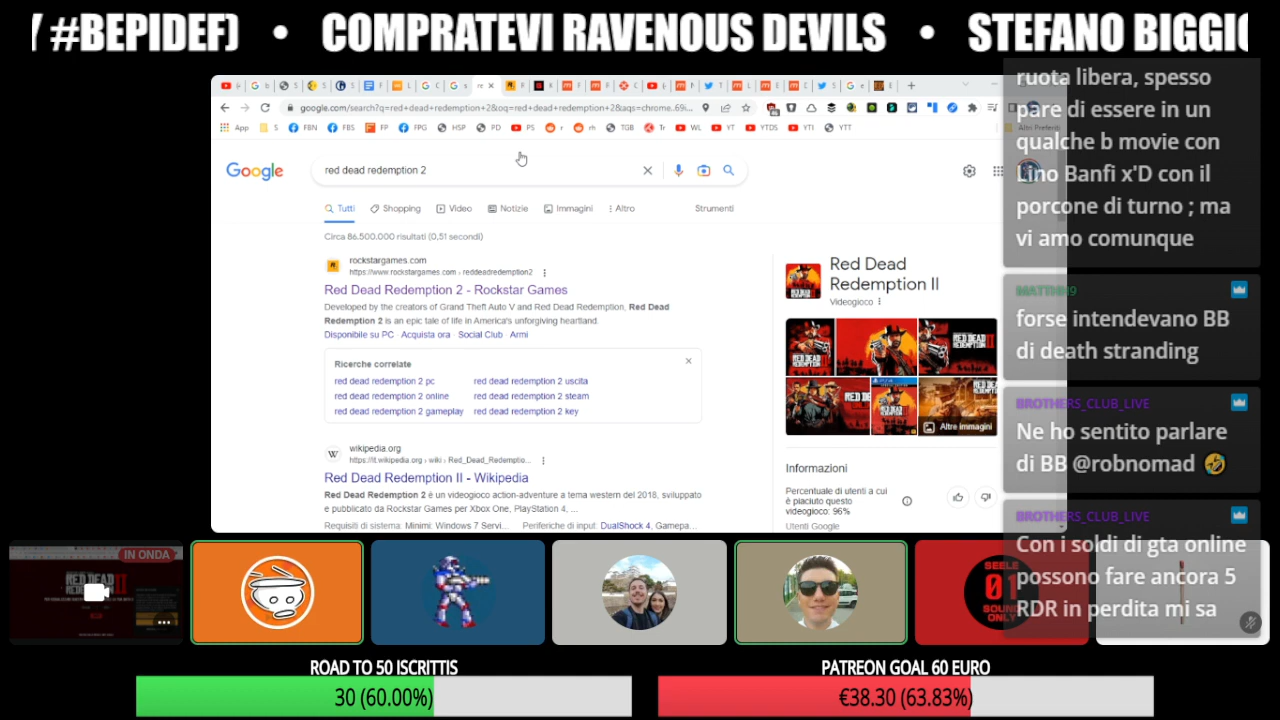 #BEPIDEF) • COMPRATEVI RAVENOUS DEVILS • STEFANO BIGGIO
google.com/search?q=red+dead+redemption+2&oq=red+dead+redemption+2&aqs=chrome..69i...
App S FBN FBS FP FPG HSP PD PS r rh TGB Tr WL YT YTDS YTI YTT Altri Preferiti
Google
red dead redemption 2
Tutti Shopping Video Notizie Immagini Altro Strumenti
Circa 86.500.000 risultati (0,51 secondi)
rockstargames.com
https://www.rockstargames.com › reddeadredemption2
Red Dead Redemption 2 - Rockstar Games
Developed by the creators of Grand Theft Auto V and Red Dead Redemption, Red Dead
Redemption 2 is an epic tale of life in America's unforgiving heartland.
Disponibile su PC · Acquista ora · Social Club · Armi
Ricerche correlate
red dead redemption 2 pc red dead redemption 2 uscita
red dead redemption 2 online red dead redemption 2 steam
red dead redemption 2 gameplay red dead redemption 2 key
wikipedia.org
https://it.wikipedia.org › wiki › Red_Dead_Redemptio...
Red Dead Redemption II - Wikipedia
Red Dead Redemption 2 è un videogioco action-adventure a tema western del 2018, sviluppato
e pubblicato da Rockstar Games per Xbox One, PlayStation 4, ...
Requisiti di sistema: Minimi: Windows 7 Servi... Periferiche di input: DualShock 4, Gamepa...
Red Dead
Redemption II
Videogioco
Altre immagini
Informazioni
Percentuale di utenti a cui
è piaciuto questo
videogioco: 96%
Utenti Google
ruota libera, spesso
pare di essere in un
qualche b movie con
Lino Banfi x'D con il
porcone di turno ; ma
vi amo comunque
forse intendevano BB
di death stranding
BROTHERS_CLUB_LIVE
Ne ho sentito parlare
di BB @robnomad
BROTHERS_CLUB_LIVE
Con i soldi di gta online
possono fare ancora 5
RDR in perdita mi sa
IN ONDA
SEELE
01
SOUND
ONLY
ROAD TO 50 ISCRITTIS
30 (60.00%)
PATREON GOAL 60 EURO
€38.30 (63.83%)